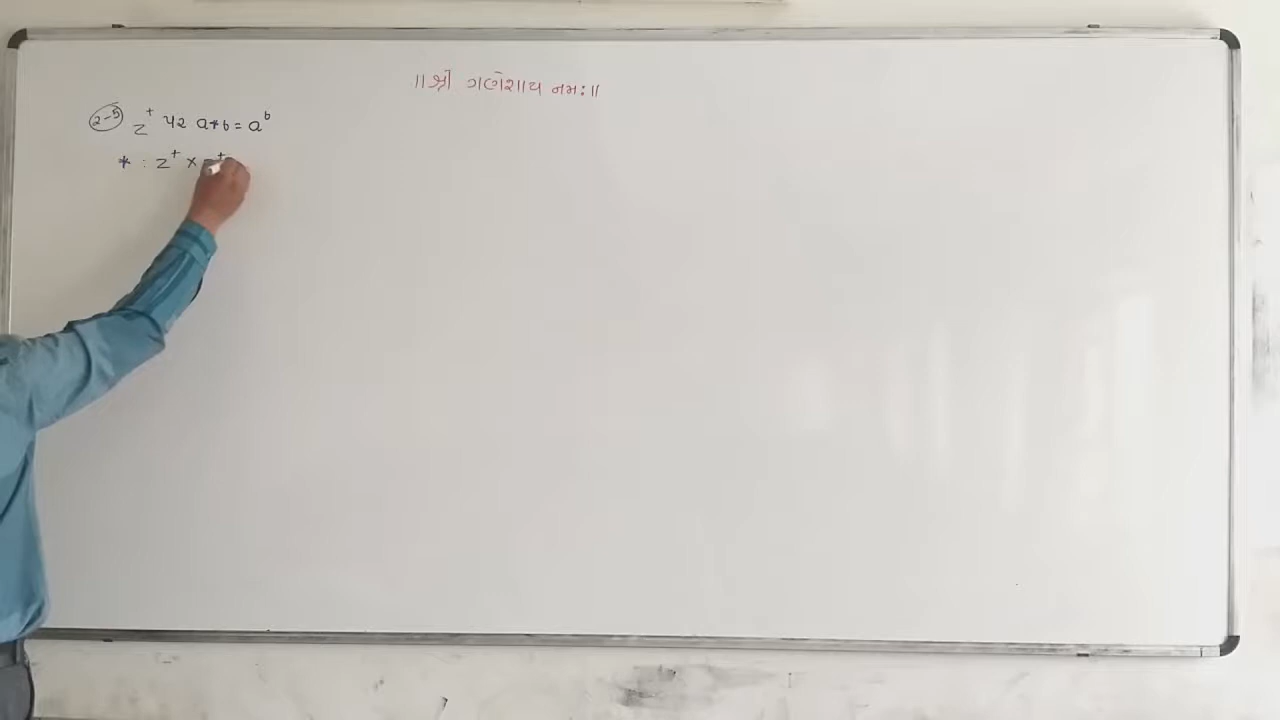 ॥ શ્રી ગણેશાય નમઃ॥
2-5 Z⁺ પર a*b = aᵇ
* : Z⁺ ×